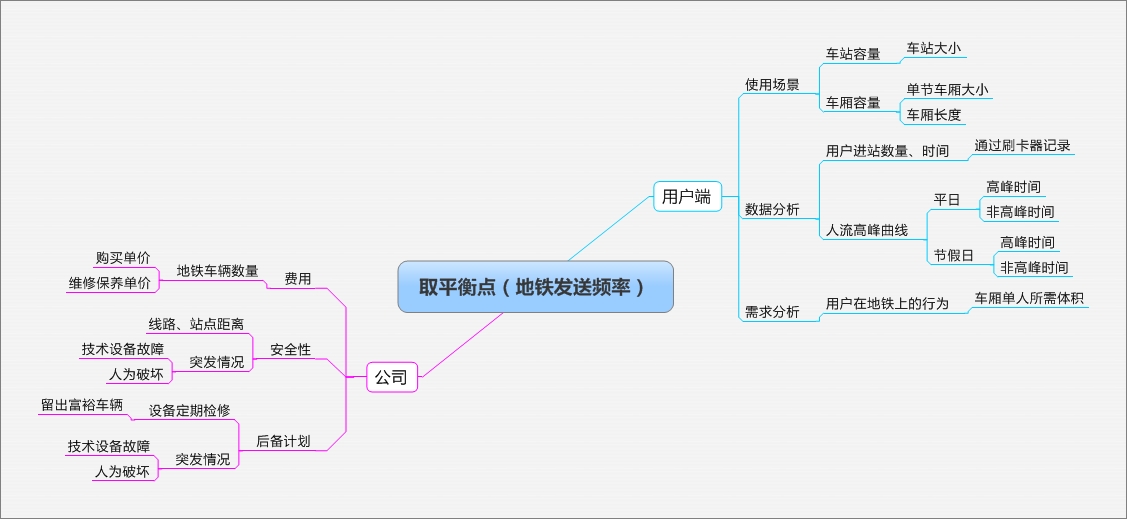 取平衡点（地铁发送频率）
用户端
使用场景
车站容量
车站大小
车厢容量
单节车厢大小
车厢长度
数据分析
用户进站数量、时间
通过刷卡器记录
人流高峰曲线
平日
高峰时间
非高峰时间
节假日
高峰时间
非高峰时间
需求分析
用户在地铁上的行为
车厢单人所需体积
公司
费用
地铁车辆数量
购买单价
维修保养单价
安全性
线路、站点距离
突发情况
技术设备故障
人为破坏
后备计划
设备定期检修
留出富裕车辆
突发情况
技术设备故障
人为破坏